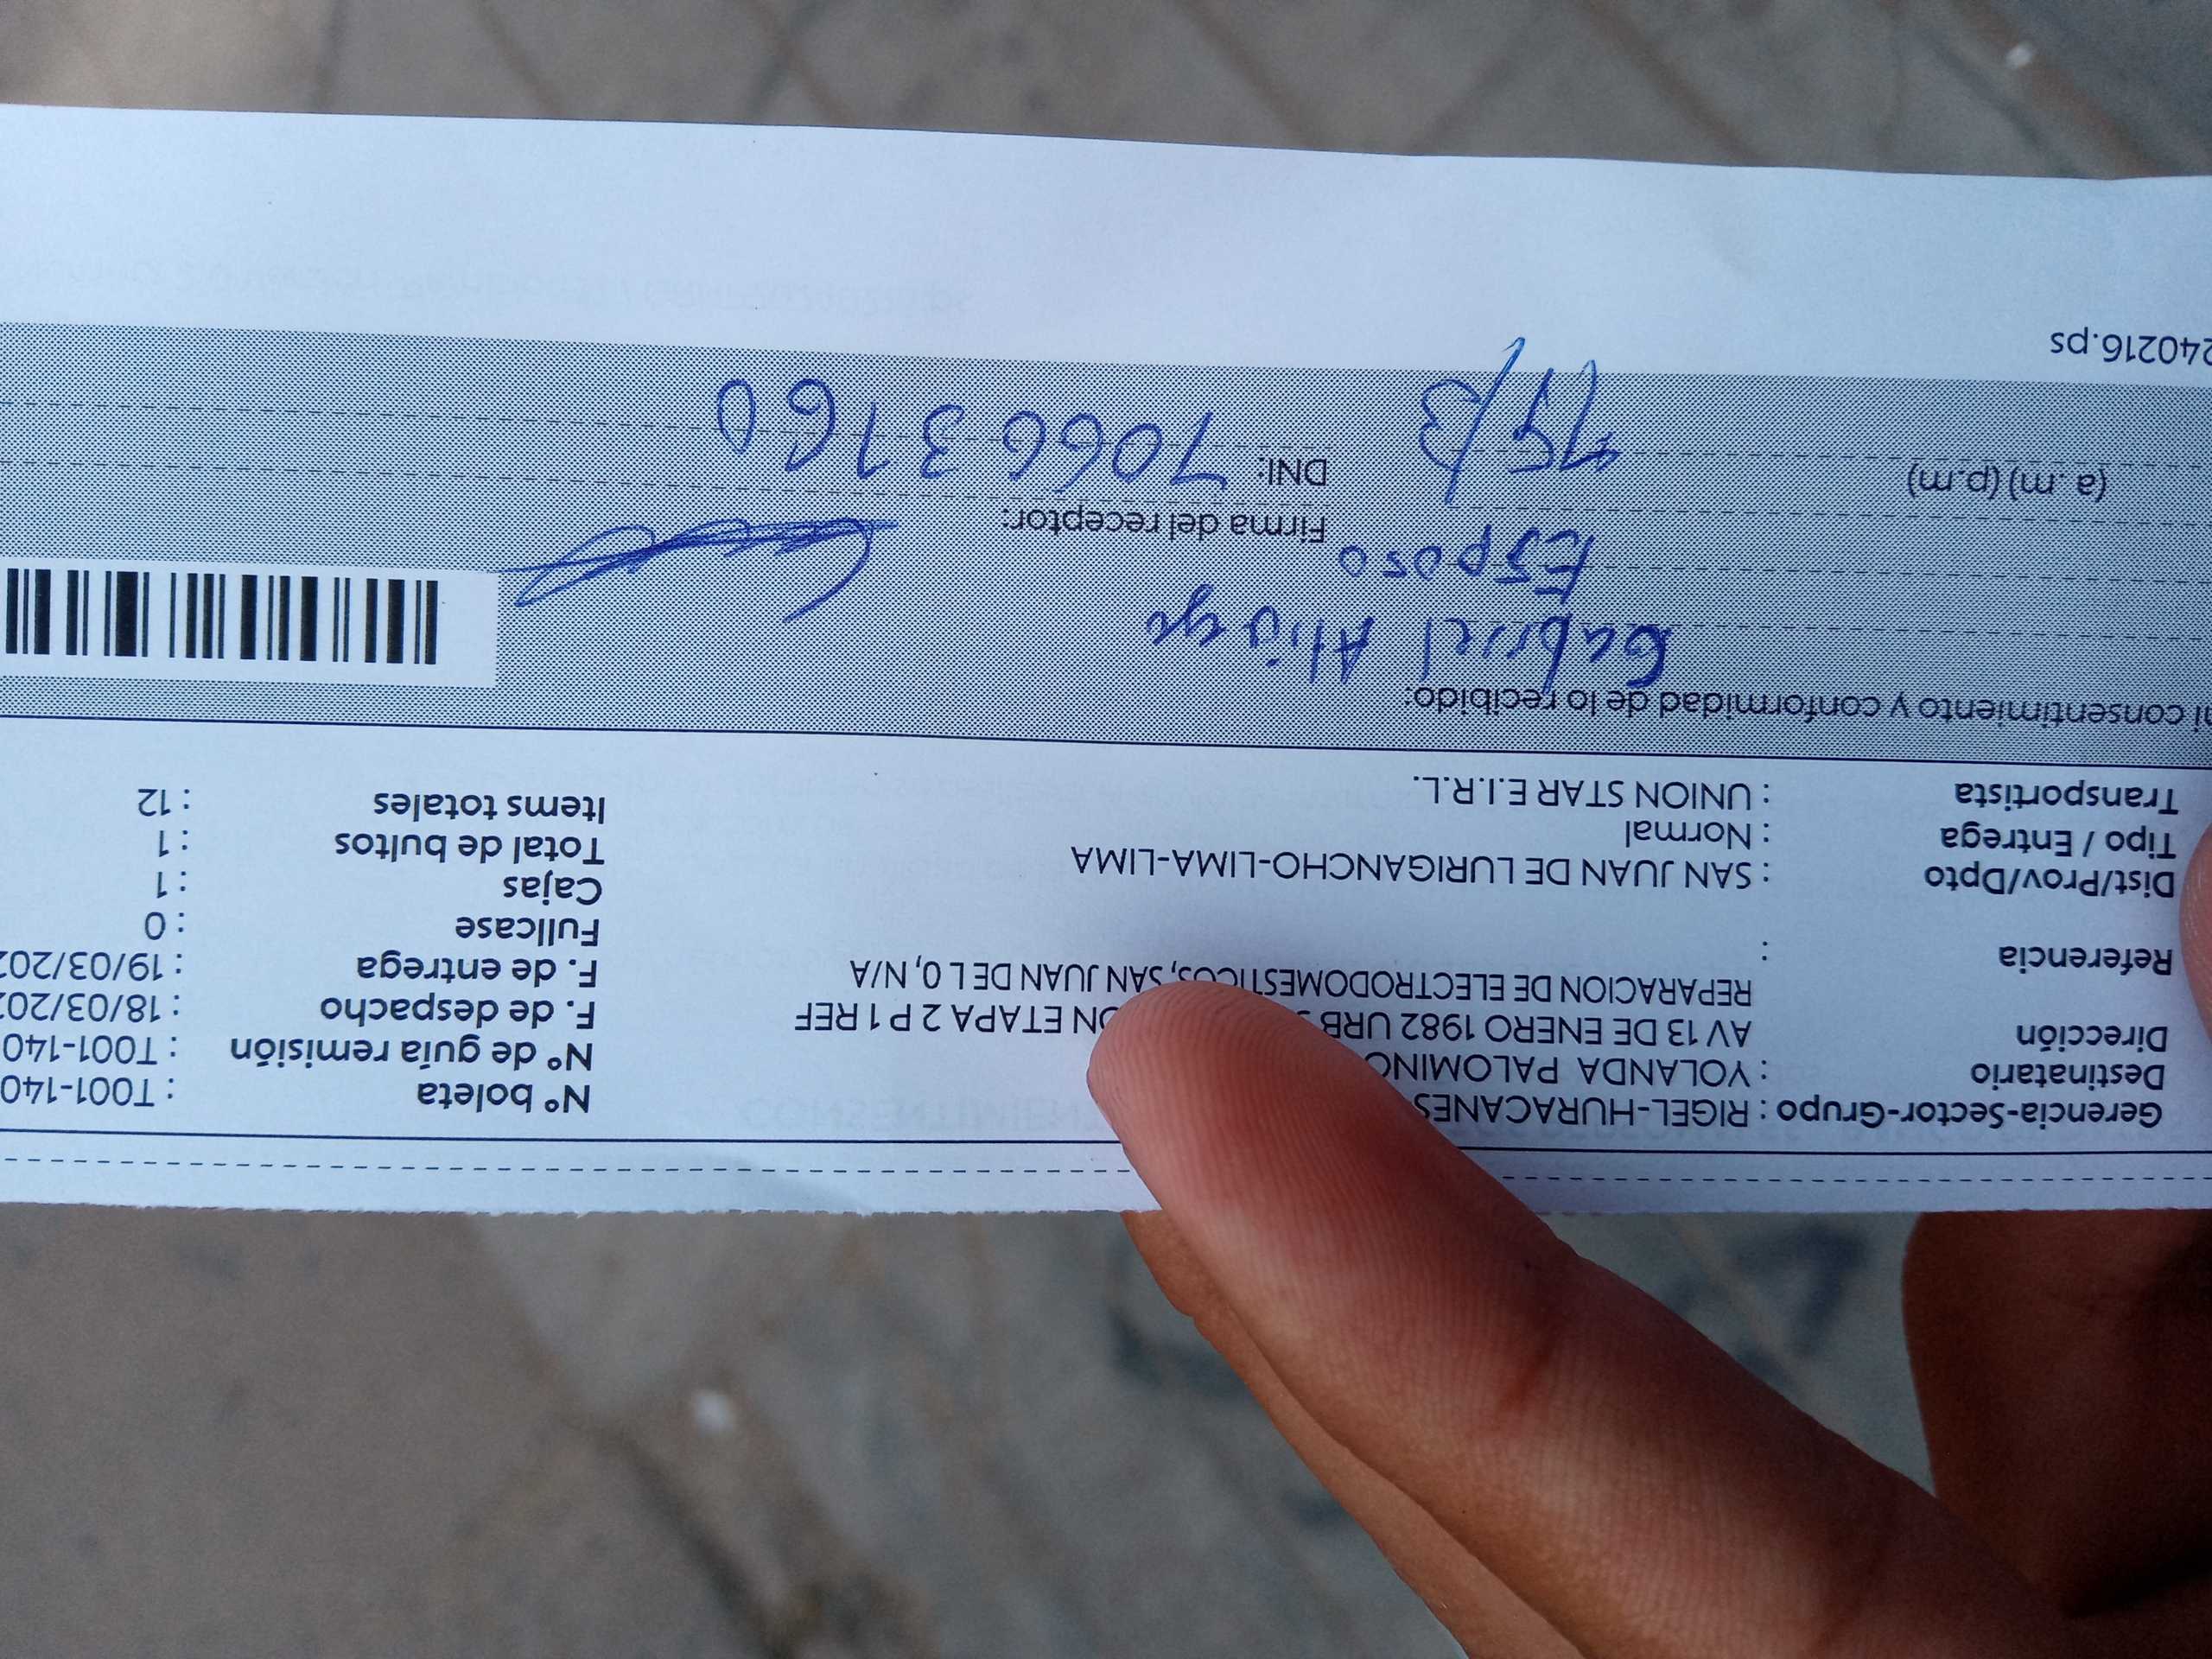 Gerencia-Sector-Grupo : RIGEL-HURACANES
Destinatario : YOLANDA PALOMINO
Dirección AV 13 DE ENERO 1982 URB ETAPA 2 P 1 REF
REPARACION DE ELECTRODOMESTICOS, SAN JUAN DE L 0, N/A
Referencia :
Dist/Prov/Dpto : SAN JUAN DE LURIGANCHO-LIMA-LIMA
Tipo / Entrega : Normal
Transportista : UNION STAR E.I.R.L.
N° boleta : T001-140
N° de guía remisión : T001-140
F. de despacho : 18/03/202
F. de entrega : 19/03/202
Fullcase : 0
Cajas : 1
Total de bultos : 1
Items totales : 12
consentimiento y conformidad de lo recibido:
Gabriel Aliaga
Esposo
Firma del receptor:
(a.m) (p.m)
DNI: 70663160
240216.ps